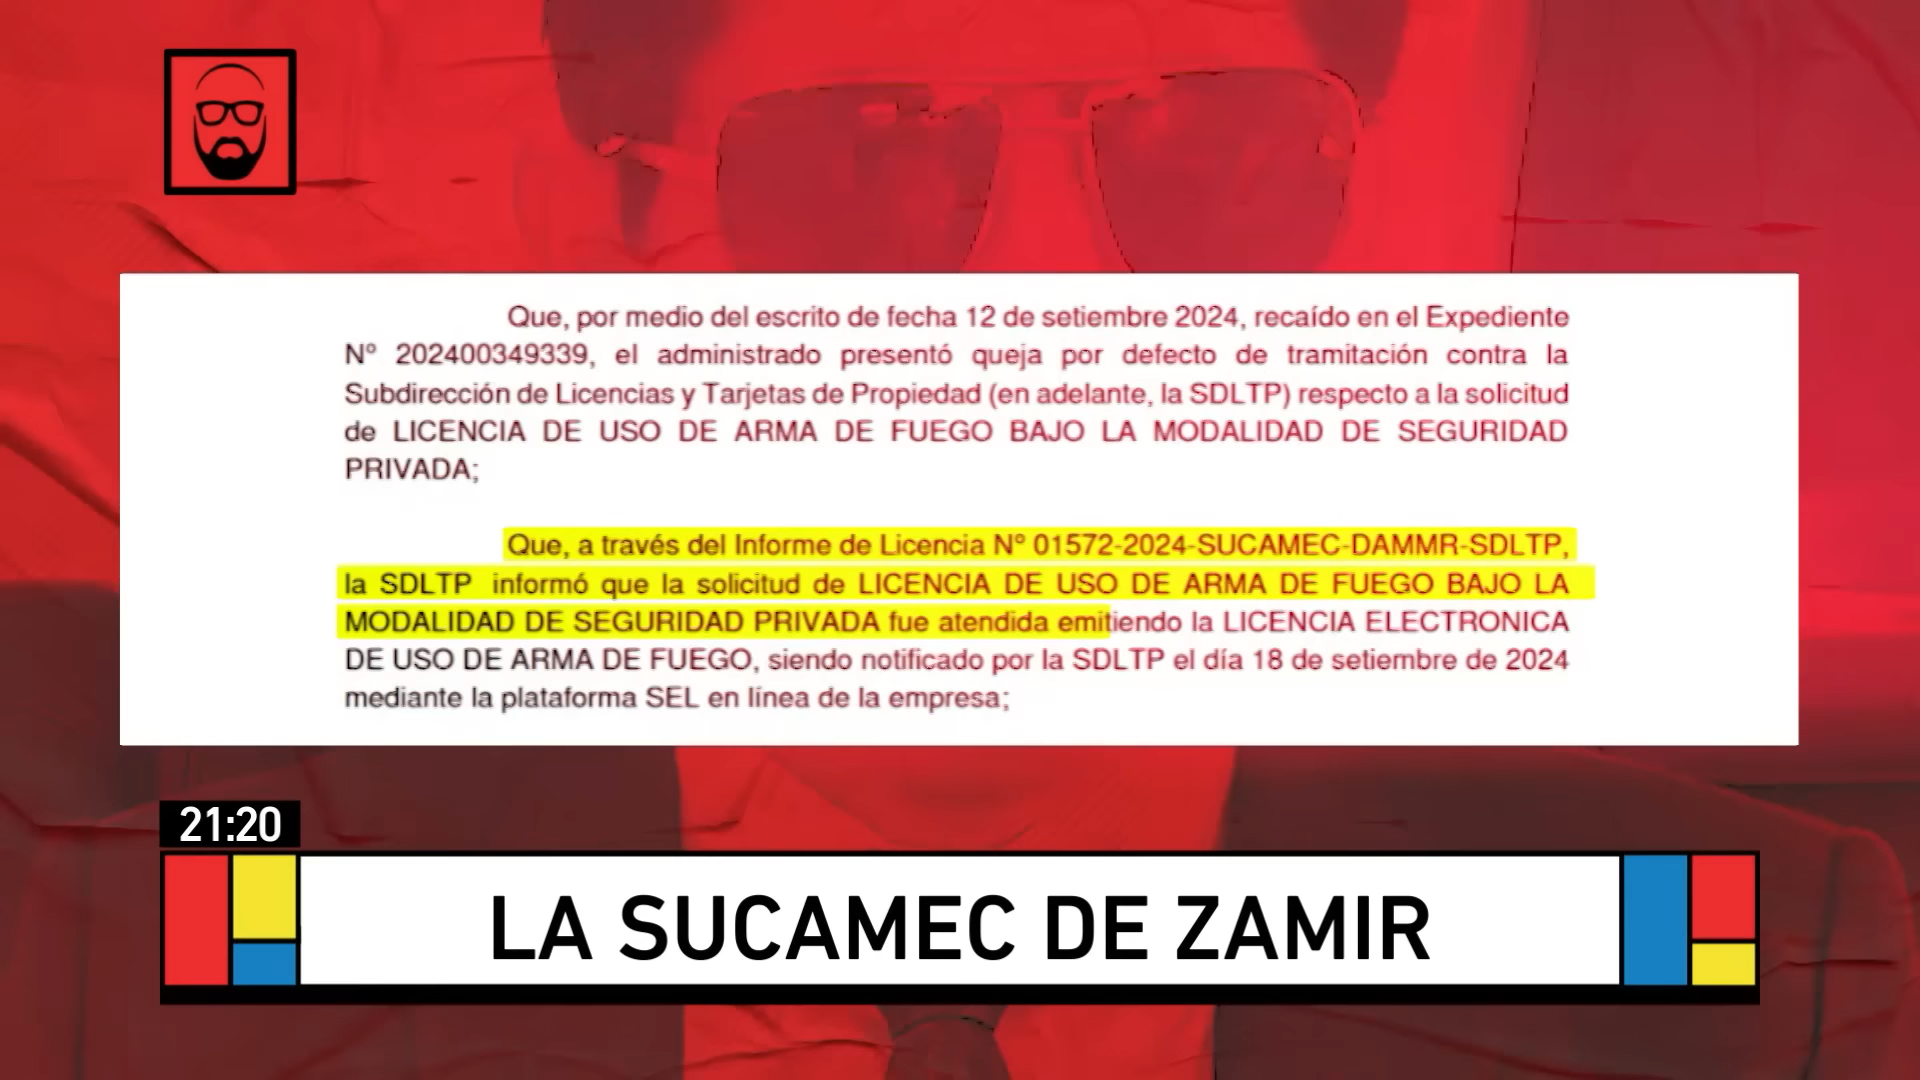 Que, por medio del escrito de fecha 12 de setiembre 2024, recaído en el Expediente
Nº 202400349339, el administrado presentó queja por defecto de tramitación contra la
Subdirección de Licencias y Tarjetas de Propiedad (en adelante, la SDLTP) respecto a la solicitud
de LICENCIA DE USO DE ARMA DE FUEGO BAJO LA MODALIDAD DE SEGURIDAD
PRIVADA;
Que, a través del Informe de Licencia Nº 01572-2024-SUCAMEC-DAMMR-SDLTP,
la SDLTP informó que la solicitud de LICENCIA DE USO DE ARMA DE FUEGO BAJO LA
MODALIDAD DE SEGURIDAD PRIVADA fue atendida emitiendo la LICENCIA ELECTRONICA
DE USO DE ARMA DE FUEGO, siendo notificado por la SDLTP el día 18 de setiembre de 2024
mediante la plataforma SEL en línea de la empresa;
21:20
LA SUCAMEC DE ZAMIR